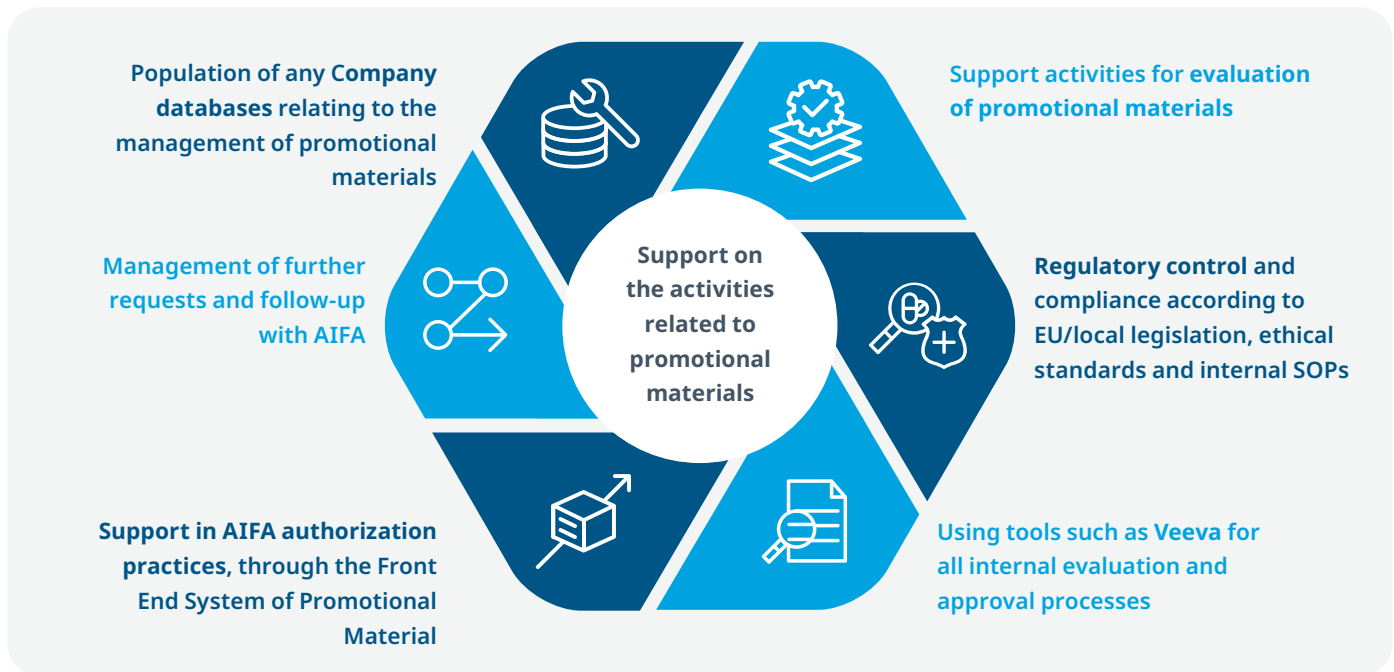 Population of any Company
databases relating to the
management of promotional
materials
Support activities for evaluation
of promotional materials
Management of further
requests and follow-up
with AIFA
Support on
the activities
related to
promotional
materials
Regulatory control and
compliance according to
EU/local legislation, ethical
standards and internal SOPs
Support in AIFA authorization
practices, through the Front
End System of Promotional
Material
Using tools such as Veeva for
all internal evaluation and
approval processes